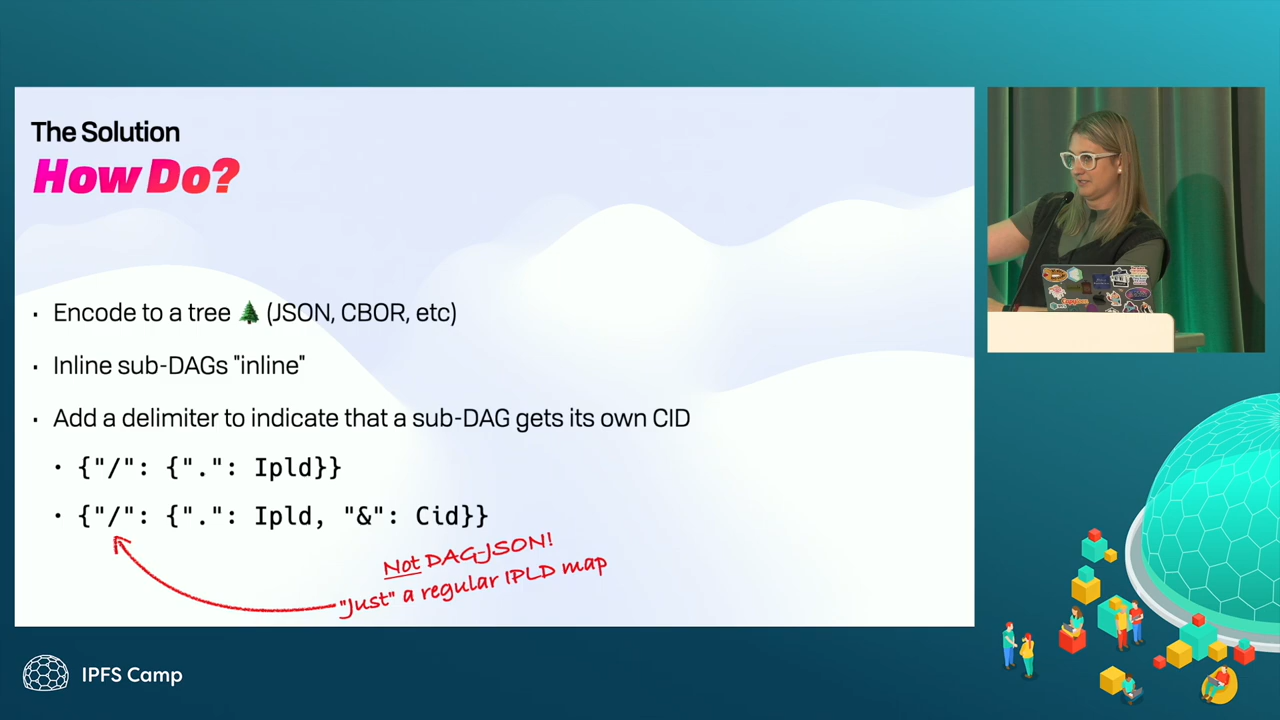 The Solution
How Do?
· Encode to a tree 🌲 (JSON, CBOR, etc)
· Inline sub-DAGs "inline"
· Add a delimiter to indicate that a sub-DAG gets its own CID
· {"/": {".": Ipld}}
· {"/": {".": Ipld, "&": Cid}}
Not DAG-JSON!
"Just" a regular IPLD map
IPFS Camp